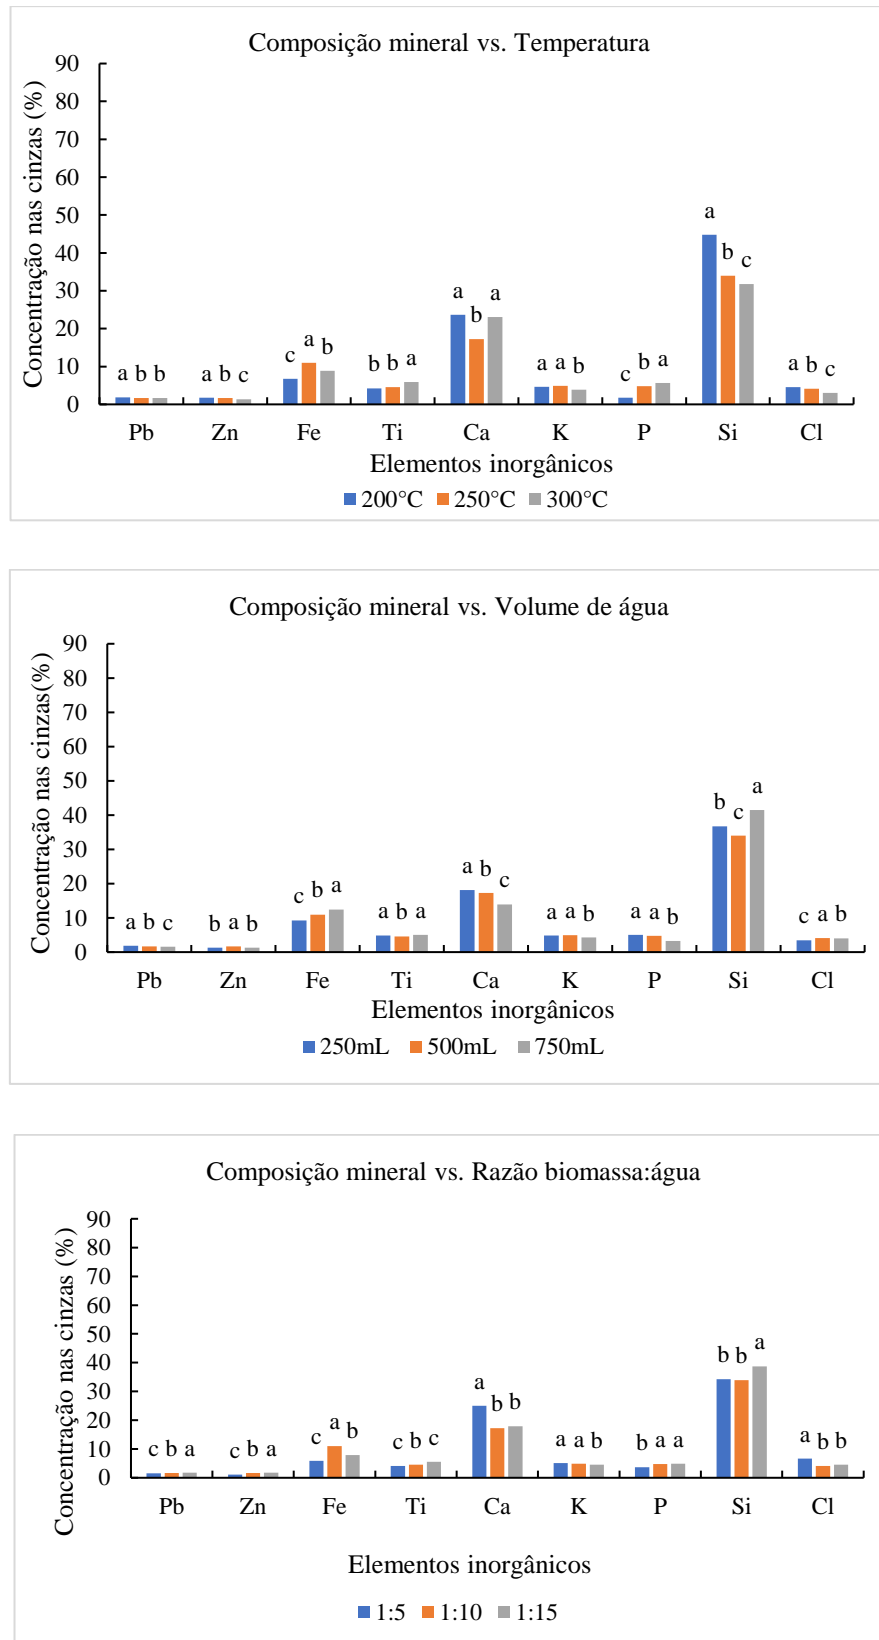 Composição mineral vs. Temperatura
Concentração nas cinzas (%)
90
80
70
60
50
40
30
20
10
0
a b b
a b c
c a b
b b a
a b a
a a b
c b a
a b c
a b c
Pb Zn Fe Ti Ca K P Si Cl
Elementos inorgânicos
200°C 250°C 300°C
Composição mineral vs. Volume de água
Concentração nas cinzas(%)
90
80
70
60
50
40
30
20
10
0
a b c
b a b
c b a
a b a
a b c
a a b
a a b
b c a
c a b
Pb Zn Fe Ti Ca K P Si Cl
Elementos inorgânicos
250mL 500mL 750mL
Composição mineral vs. Razão biomassa:água
Concentração nas cinzas (%)
90
80
70
60
50
40
30
20
10
0
c b a
c b a
c a b
c b c
a b b
a a b
b a a
b b a
a b b
Pb Zn Fe Ti Ca K P Si Cl
Elementos inorgânicos
1:5 1:10 1:15